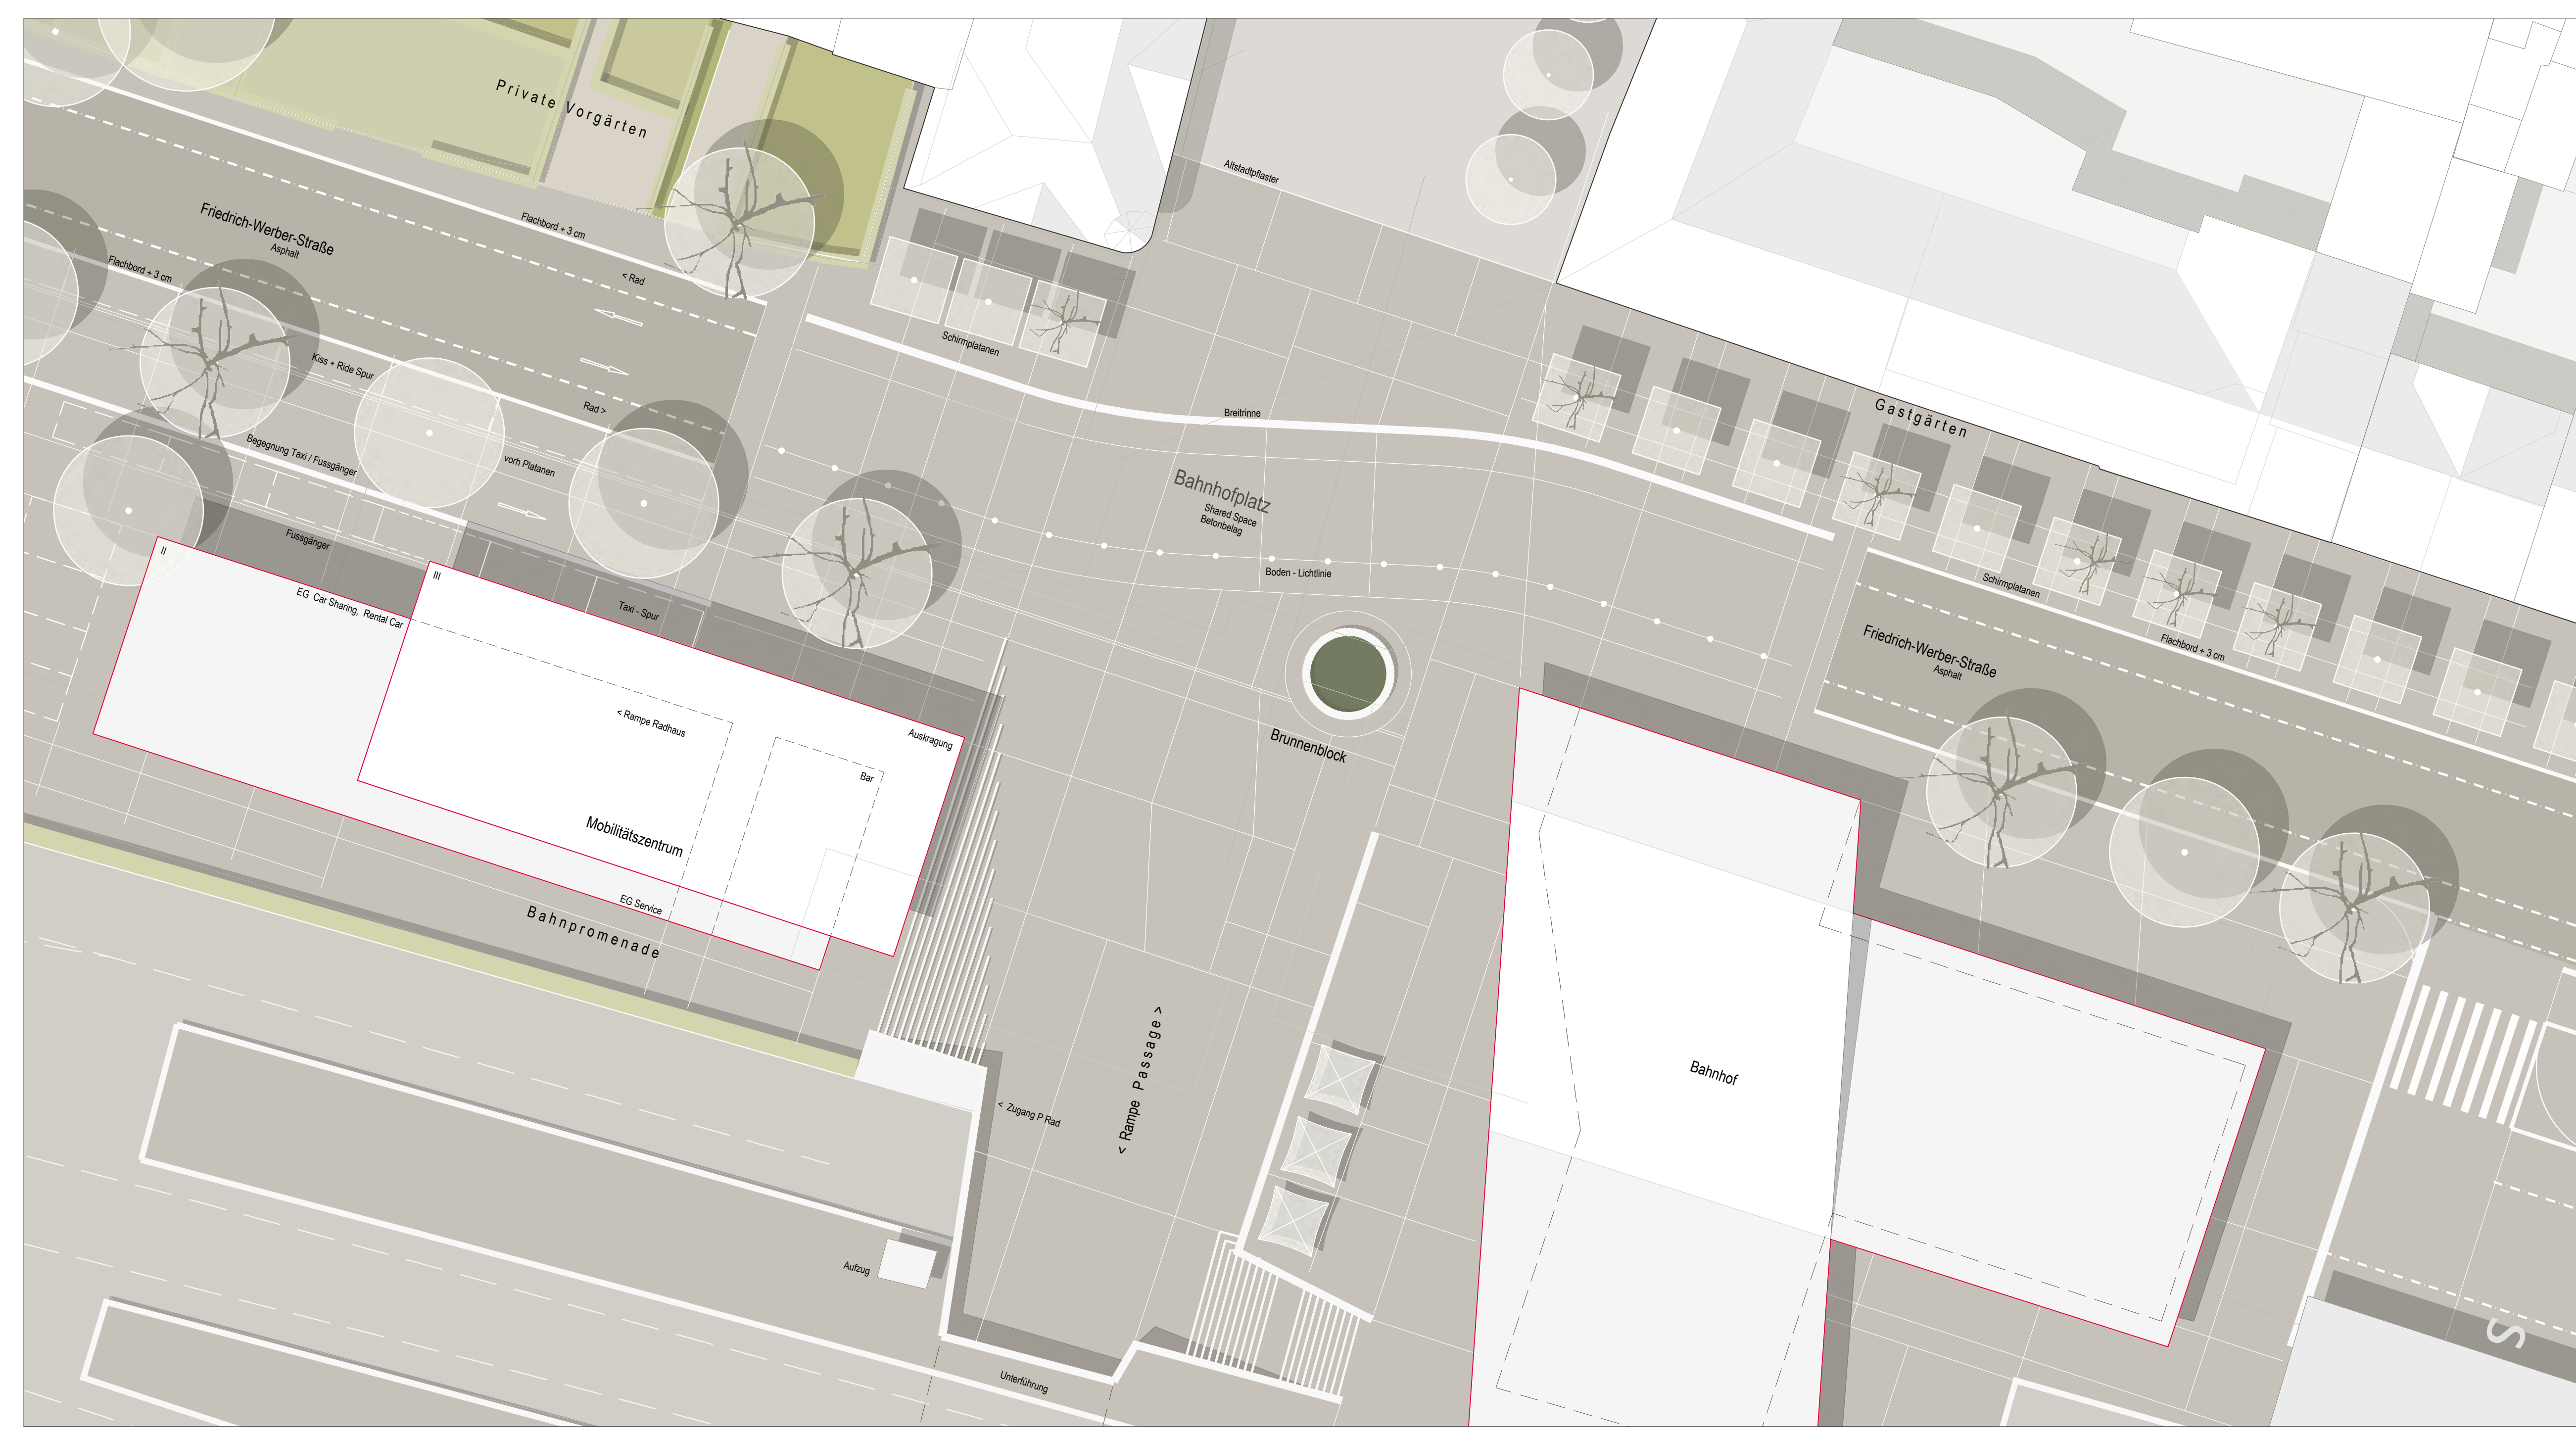 Private Vorgärten
Altstadtpflaster
Friedrich-Werber-Straße
Asphalt
Flachbord + 3 cm
Flachbord + 3 cm
< Rad
Schirmplatanen
Kiss + Ride Spur
Rad >
Breitrinne
Gastgärten
Begegnung Taxi / Fussgänger
vorh Platanen
Bahnhofplatz
Shared Space
Betonbelag
Fussgänger
II
III
Boden - Lichtlinie
Schirmplatanen
EG Car Sharing, Rental Car
Taxi - Spur
Flachbord + 3 cm
Friedrich-Werber-Straße
Asphalt
< Rampe Radhaus
Auskragung
Bar
Brunnenblock
Mobilitätszentrum
EG Service
Bahnpromenade
< Rampe Passage >
Bahnhof
< Zugang P Rad
Aufzug
Unterführung
S